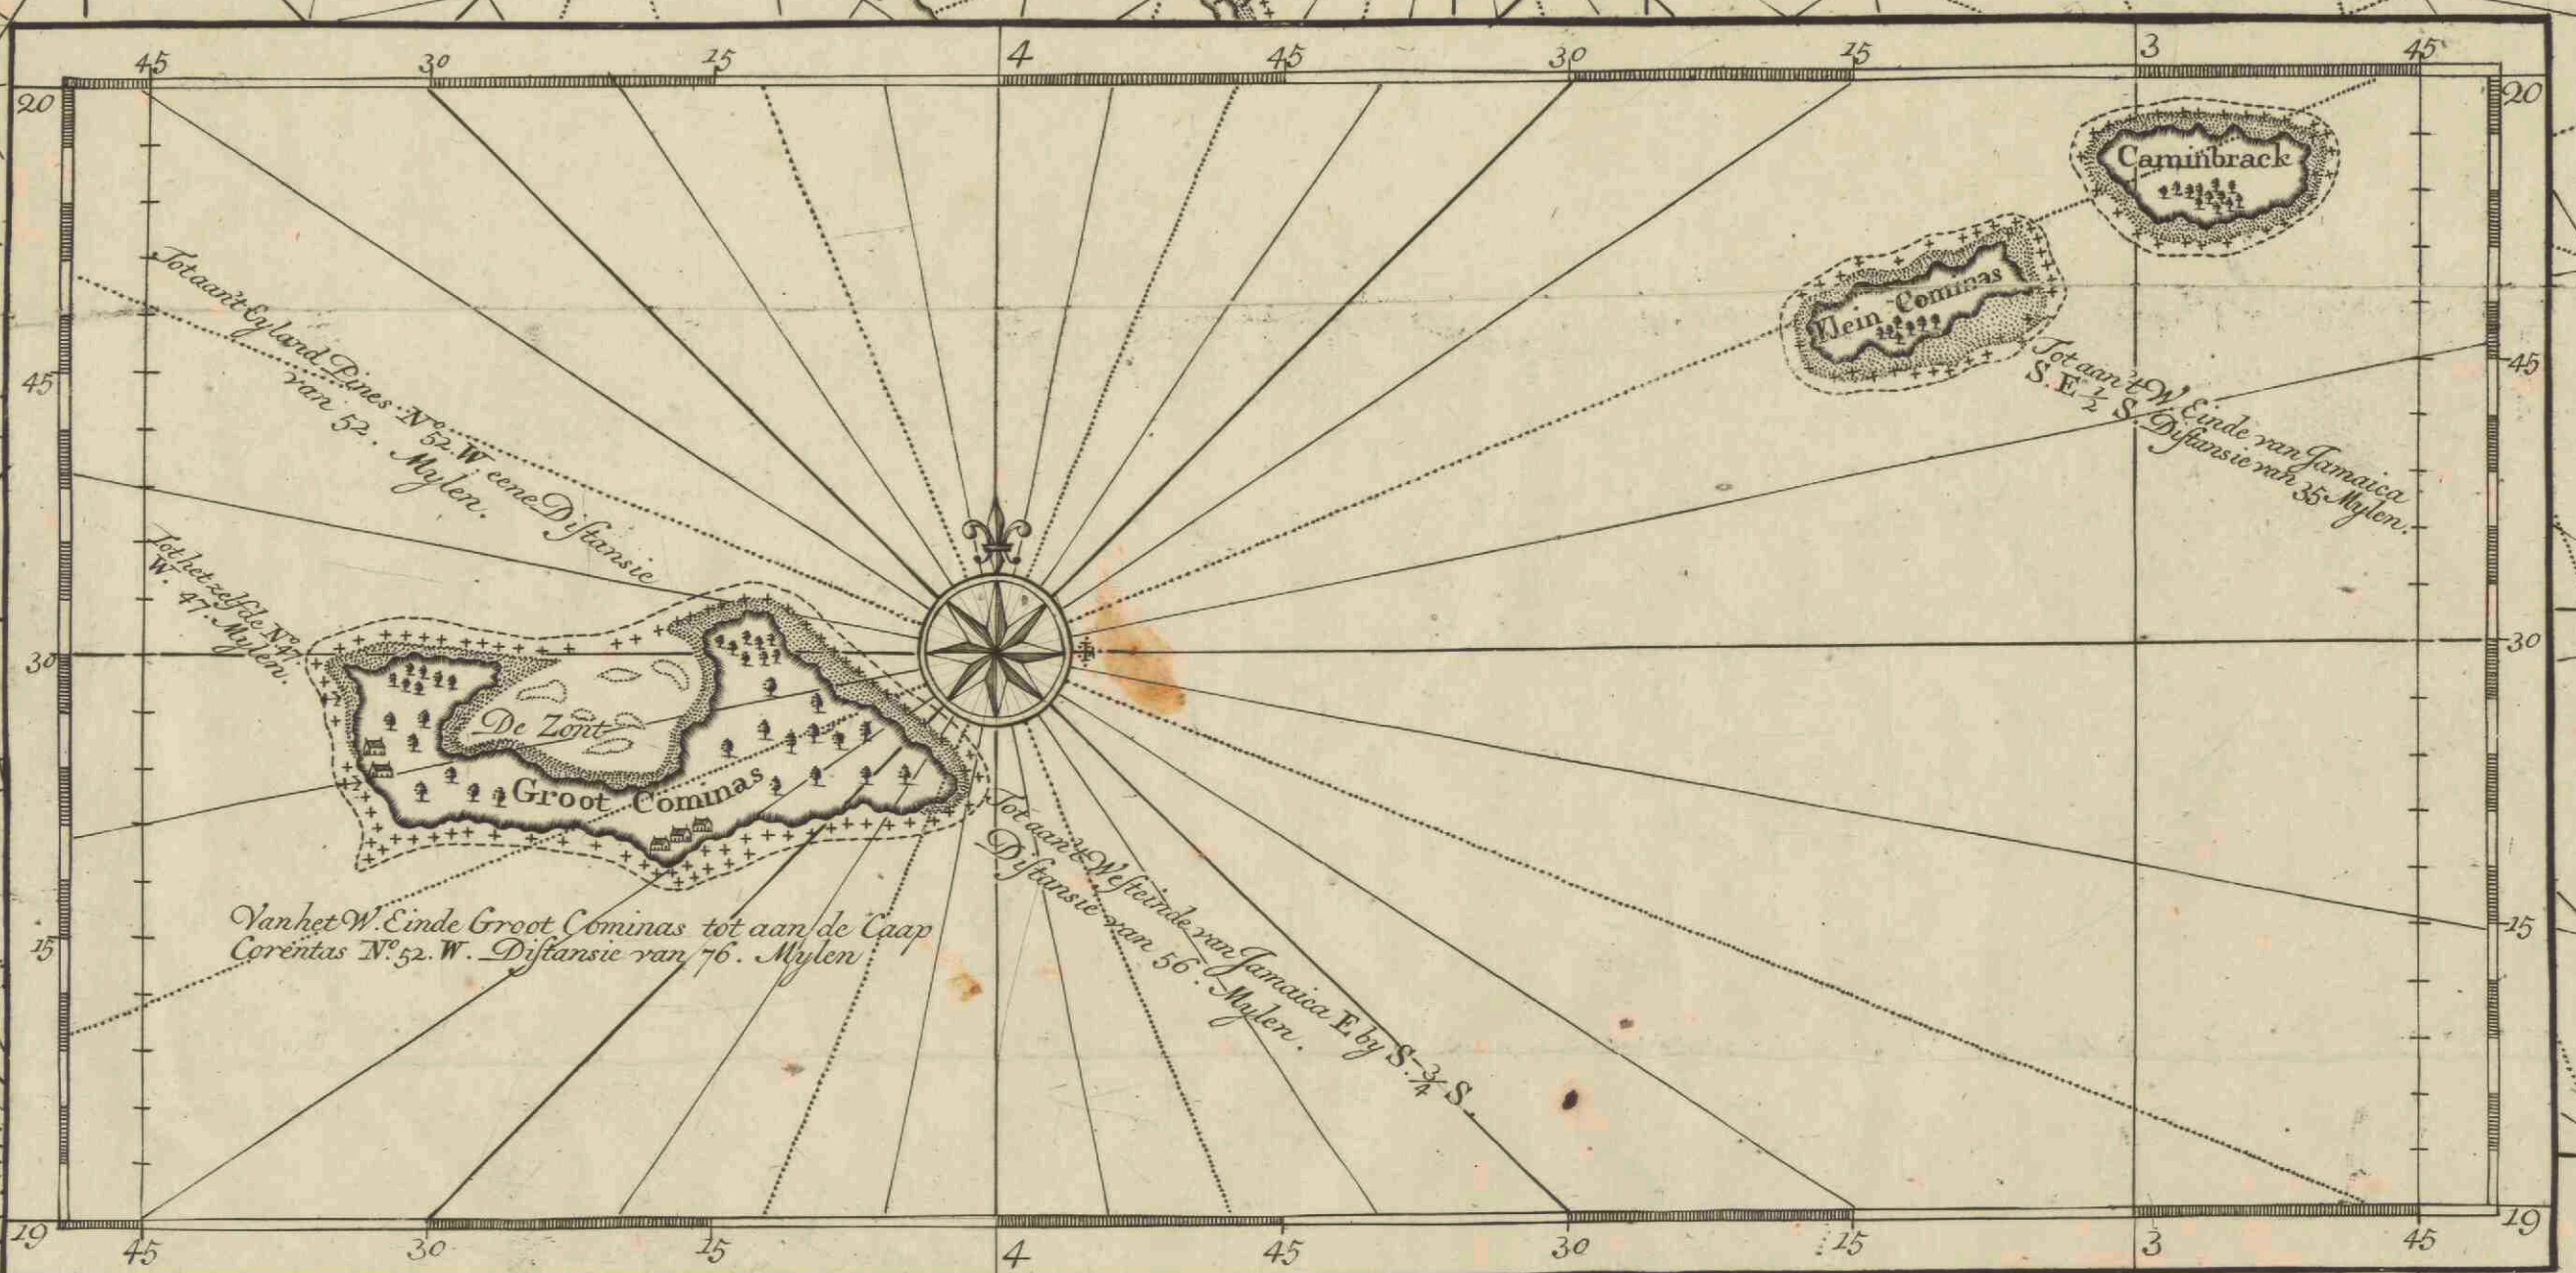 45 30 15 4 45 30 15 3 45
20 20
Caminbrack
Klein Cominas
Tot aan't Eyland Pines N.º 52. W. eene Distansie
van 52. Mylen.
45 45
Tot aan't W. Einde van Jamaica
S. E ½ S. Distansie van 35 Mylen.
Tot het zelfde N.º 47.
W. 47. Mylen.
30 30
De Zont
Groot Cominas
Tot aan't Westeinde van Jamaica E by S. ¾ S.
Distansie van 56. Mylen.
Van het W. Einde Groot Cominas tot aan de Caap
Corentas N.º 52. W. Distansie van 76. Mylen
15 15
19 19
45 30 15 4 45 30 15 3 45